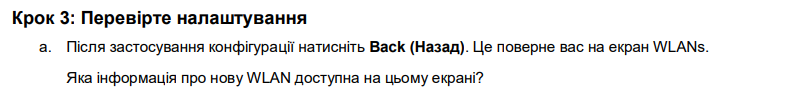 Крок 3: Перевірте налаштування
a. Після застосування конфігурації натисніть Back (Назад). Це поверне вас на екран WLANs.
Яка інформація про нову WLAN доступна на цьому екрані?